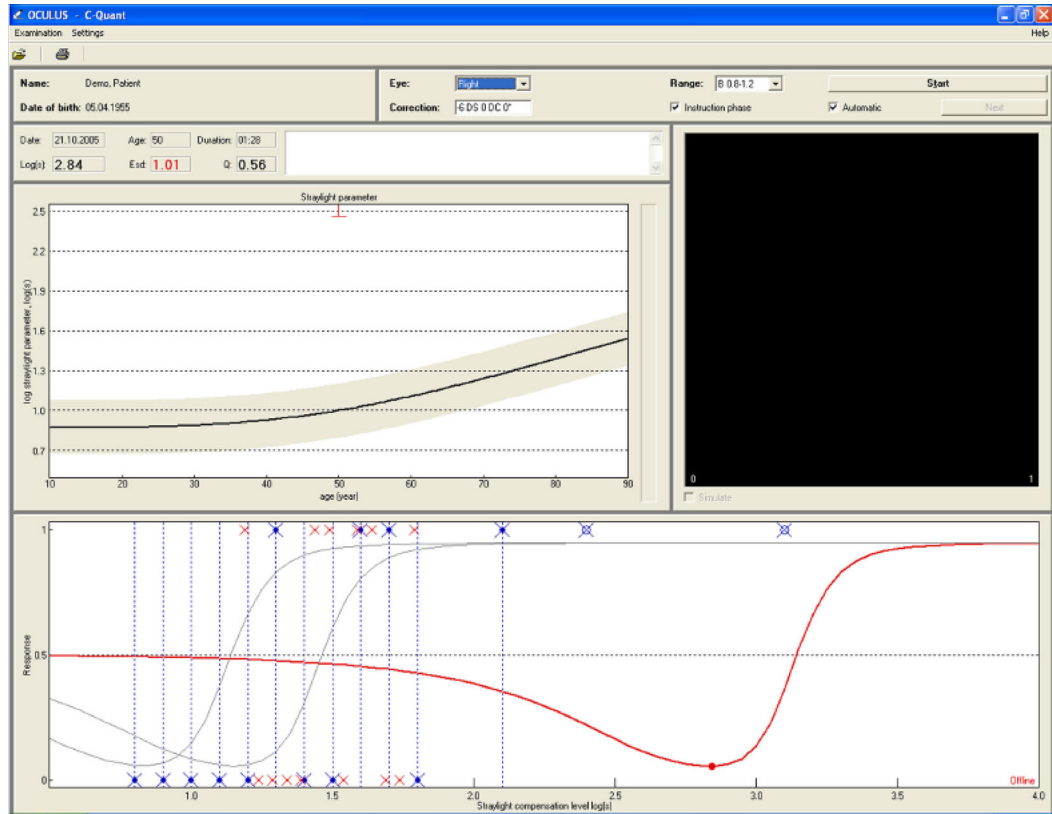 OCULUS - C-Quant
Examination Settings Help
Name: Demo, Patient
Date of birth: 05.04.1955
Eye: Right
Correction: -6 DS 0 DC 0°
Range: B 0.8-1.2
Start
Instruction phase
Automatic
Next
Date: 21.10.2005 Age: 50 Duration: 01:28
Log(s): 2.84 Esd: 1.01 Q: 0.56
Straylight parameter
2.5
2.2
1.9
1.6
1.3
1.0
0.7
log straylight parameter, log(s)
10 20 30 40 50 60 70 80 90
age [year]
0 1
Simulate
1
0.5
0
Response
1.0 1.5 2.0 2.5 3.0 3.5 4.0
Straylight compensation level log[s]
Offline